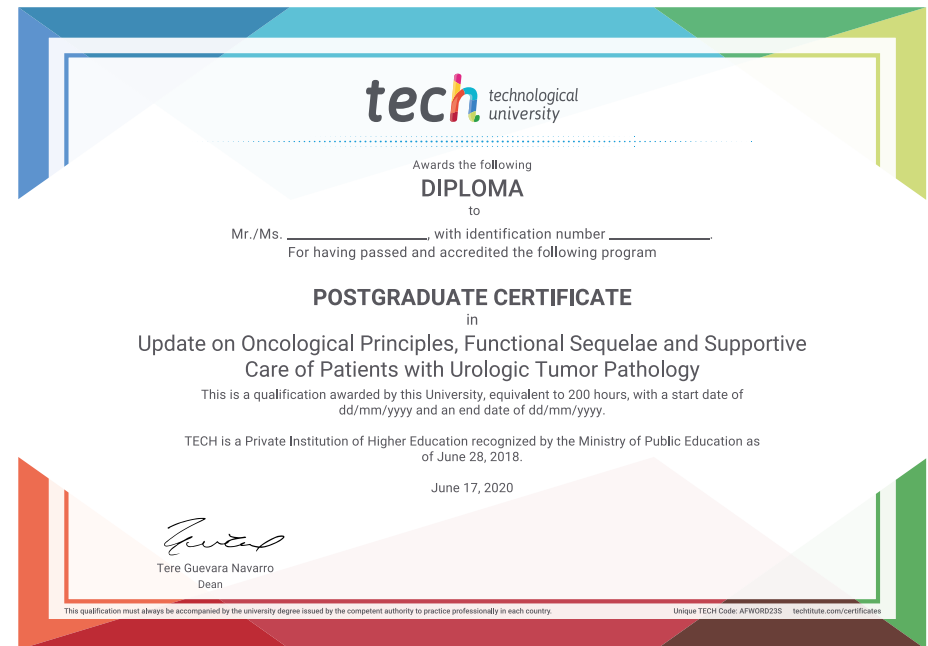 tech technological
university
Awards the following
DIPLOMA
to
Mr./Ms. ____________________, with identification number ______________.
For having passed and accredited the following program
POSTGRADUATE CERTIFICATE
in
Update on Oncological Principles, Functional Sequelae and Supportive
Care of Patients with Urologic Tumor Pathology
This is a qualification awarded by this University, equivalent to 200 hours, with a start date of
dd/mm/yyyy and an end date of dd/mm/yyyy.
TECH is a Private Institution of Higher Education recognized by the Ministry of Public Education as
of June 28, 2018.
June 17, 2020
Tere Guevara Navarro
Dean
This qualification must always be accompanied by the university degree issued by the competent authority to practice professionally in each country.
Unique TECH Code: AFWORD23S techtitute.com/certificates